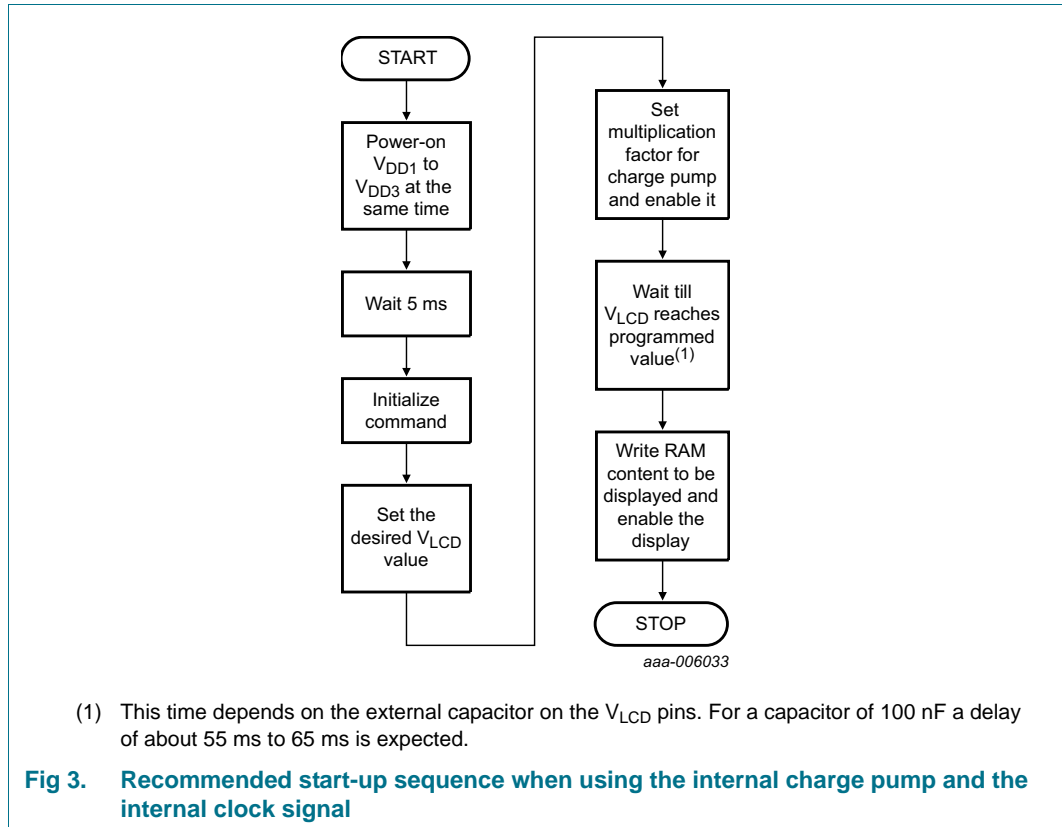 START
Power-on
VDD1 to
VDD3 at the
same time
Wait 5 ms
Initialize
command
Set the
desired VLCD
value
Set
multiplication
factor for
charge pump
and enable it
Wait till
VLCD reaches
programmed
value(1)
Write RAM
content to be
displayed and
enable the
display
STOP
aaa-006033
(1) This time depends on the external capacitor on the VLCD pins. For a capacitor of 100 nF a delay
of about 55 ms to 65 ms is expected.
Fig 3. Recommended start-up sequence when using the internal charge pump and the
internal clock signal